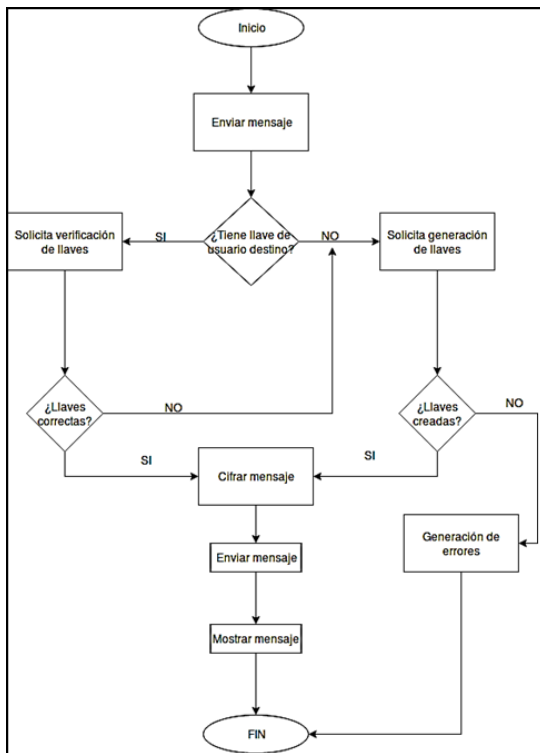 Inicio
Enviar mensaje
¿Tiene llave de
usuario destino?
SI
NO
Solicita verificación
de llaves
Solicita generación
de llaves
¿Llaves
correctas?
NO
¿Llaves
creadas?
NO
SI
SI
Cifrar mensaje
Generación de
errores
Enviar mensaje
Mostrar mensaje
FIN